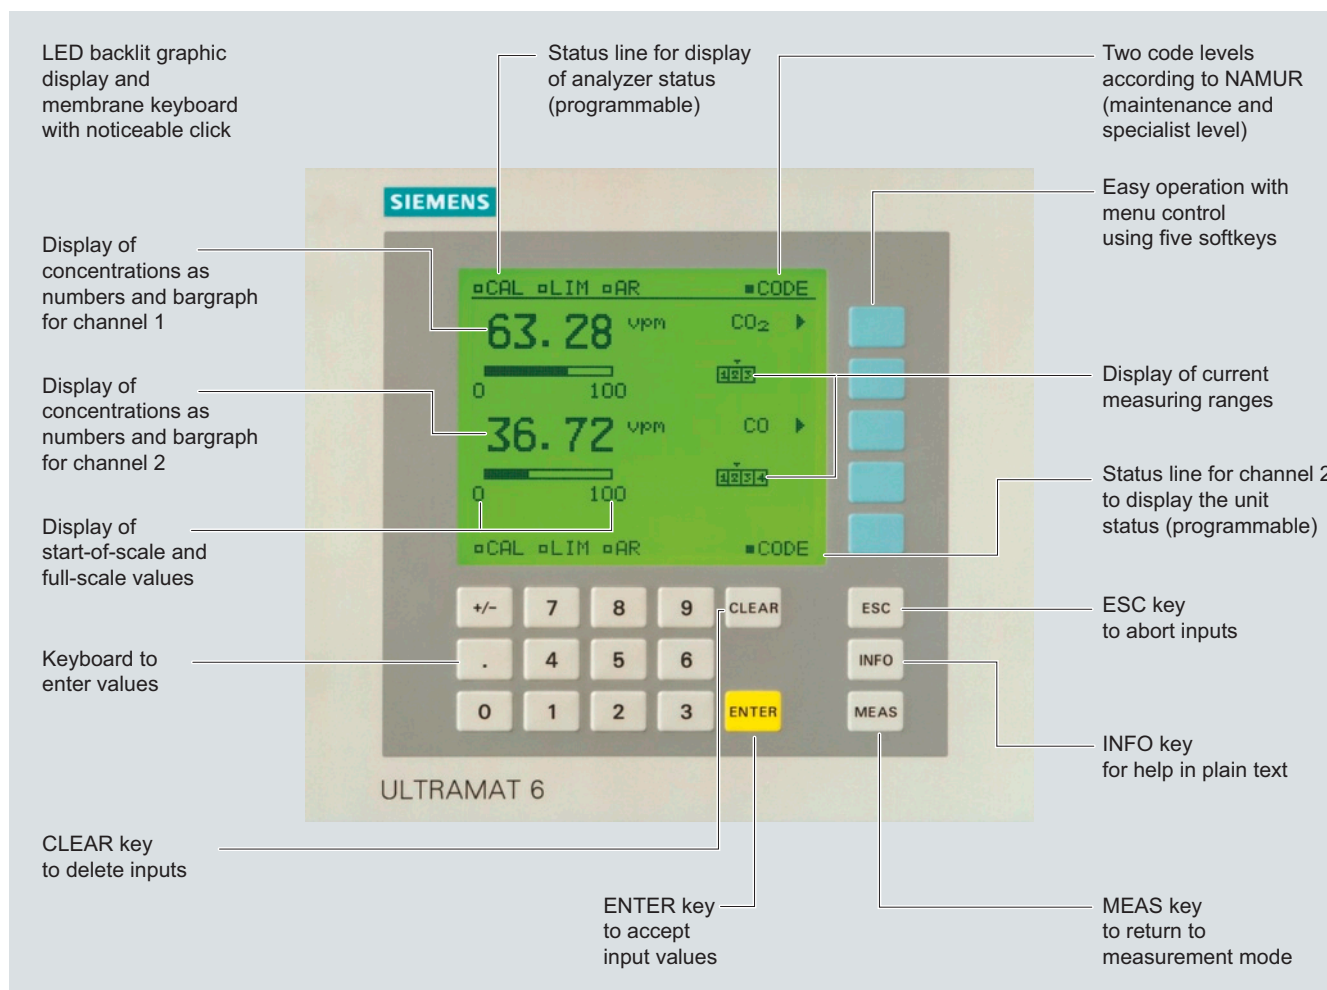 LED backlit graphic
display and
membrane keyboard
with noticeable click
Status line for display
of analyzer status
(programmable)
Two code levels
according to NAMUR
(maintenance and
specialist level)
Easy operation with
menu control
using five softkeys
Display of
concentrations as
numbers and bargraph
for channel 1
Display of
concentrations as
numbers and bargraph
for channel 2
Display of
start-of-scale and
full-scale values
Keyboard to
enter values
CLEAR key
to delete inputs
SIEMENS
CAL LIM AR CODE
63.28 vpm CO₂
1 2 3
0 100
36.72 vpm CO
1 2 3 4
0 100
CAL LIM AR CODE
+/- 7 8 9 CLEAR ESC
. 4 5 6 INFO
0 1 2 3 ENTER MEAS
ULTRAMAT 6
Display of current
measuring ranges
Status line for channel 2
to display the unit
status (programmable)
ESC key
to abort inputs
INFO key
for help in plain text
ENTER key
to accept
input values
MEAS key
to return to
measurement mode